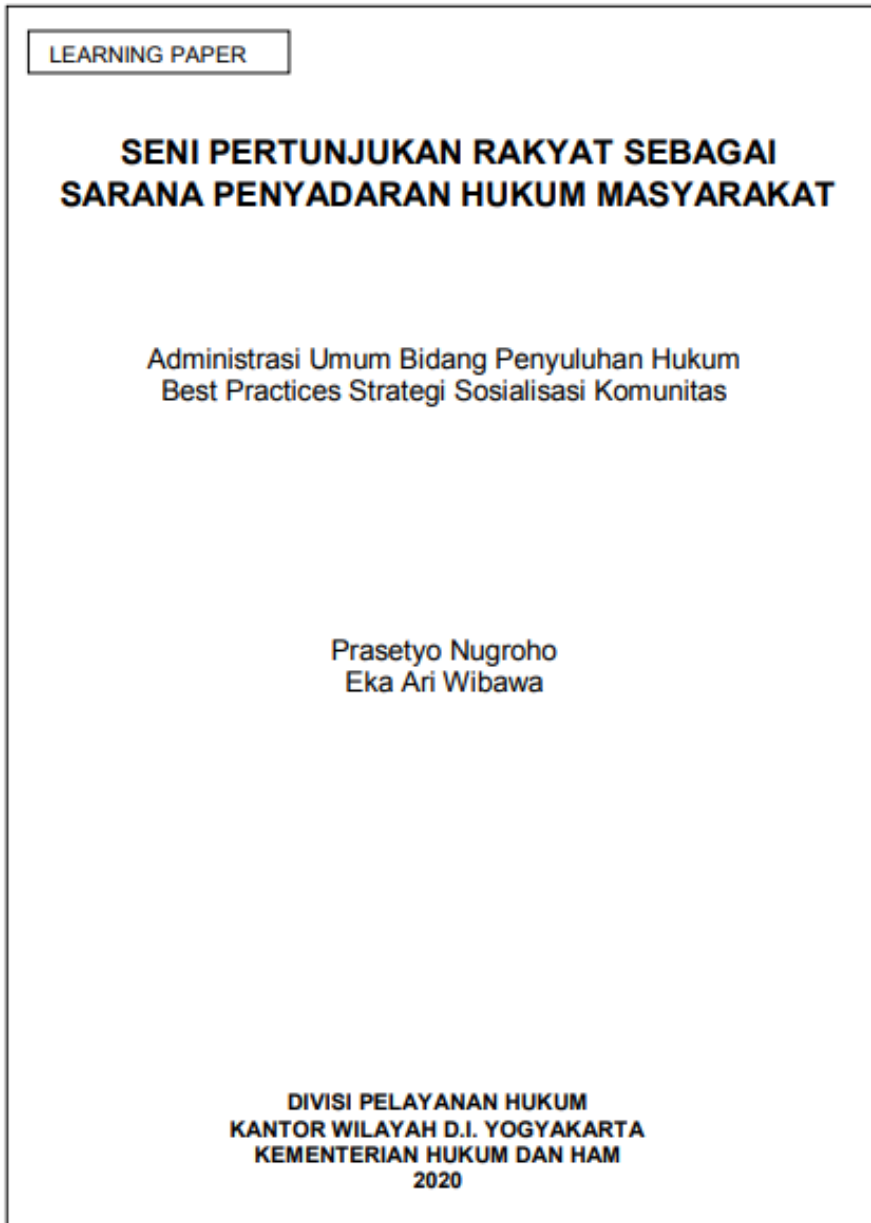 LEARNING PAPER
SENI PERTUNJUKAN RAKYAT SEBAGAI
SARANA PENYADARAN HUKUM MASYARAKAT
Administrasi Umum Bidang Penyuluhan Hukum
Best Practices Strategi Sosialisasi Komunitas
Prasetyo Nugroho
Eka Ari Wibawa
DIVISI PELAYANAN HUKUM
KANTOR WILAYAH D.I. YOGYAKARTA
KEMENTERIAN HUKUM DAN HAM
2020